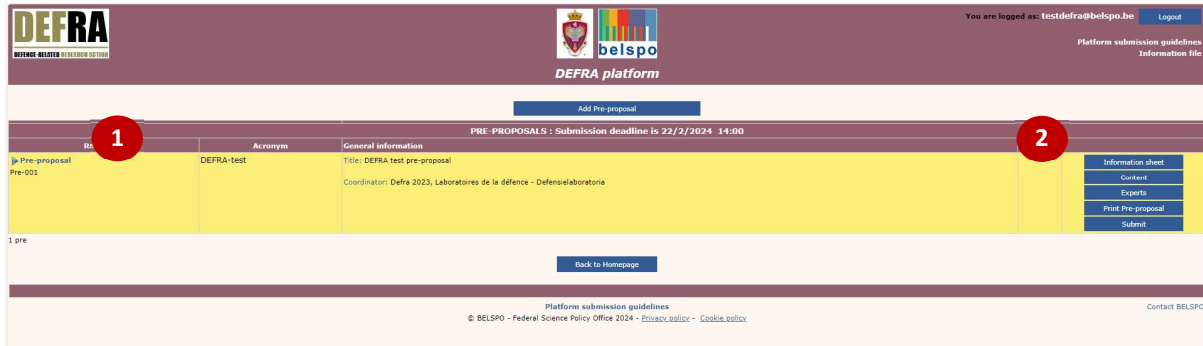 DEFRA
DEFENCE-RELATED RESEARCH ACTION
belspo
DEFRA platform
You are logged as: testdefra@belspo.be Logout
Platform submission guidelines
Information file
Add Pre-proposal
PRE-PROPOSALS : Submission deadline is 22/2/2024 14:00
1
2
Acronym General information
Pre-proposal DEFRA-test Title: DEFRA test pre-proposal
Pre-001
Coordinator: Defra 2023, Laboratoires de la défence - Defensielaboratoria
Information sheet
Content
Experts
Print Pre-proposal
Submit
1 pre
Back to Homepage
Platform submission guidelines
Contact BELSPO
© BELSPO - Federal Science Policy Office 2024 - Privacy policy - Cookie policy